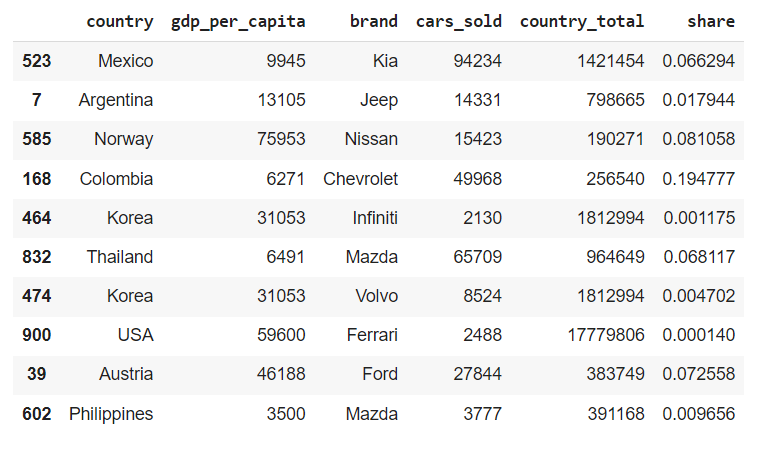 country gdp_per_capita brand cars_sold country_total share
523 Mexico 9945 Kia 94234 1421454 0.066294
7 Argentina 13105 Jeep 14331 798665 0.017944
585 Norway 75953 Nissan 15423 190271 0.081058
168 Colombia 6271 Chevrolet 49968 256540 0.194777
464 Korea 31053 Infiniti 2130 1812994 0.001175
832 Thailand 6491 Mazda 65709 964649 0.068117
474 Korea 31053 Volvo 8524 1812994 0.004702
900 USA 59600 Ferrari 2488 17779806 0.000140
39 Austria 46188 Ford 27844 383749 0.072558
602 Philippines 3500 Mazda 3777 391168 0.009656